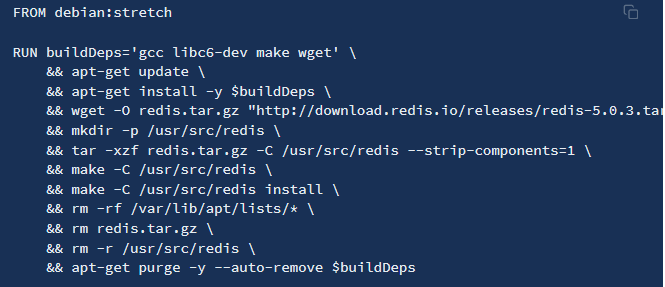 FROM debian:stretch
RUN buildDeps='gcc libc6-dev make wget' \
&& apt-get update \
&& apt-get install -y $buildDeps \
&& wget -O redis.tar.gz "http://download.redis.io/releases/redis-5.0.3.tar
&& mkdir -p /usr/src/redis \
&& tar -xzf redis.tar.gz -C /usr/src/redis --strip-components=1 \
&& make -C /usr/src/redis \
&& make -C /usr/src/redis install \
&& rm -rf /var/lib/apt/lists/* \
&& rm redis.tar.gz \
&& rm -r /usr/src/redis \
&& apt-get purge -y --auto-remove $buildDeps